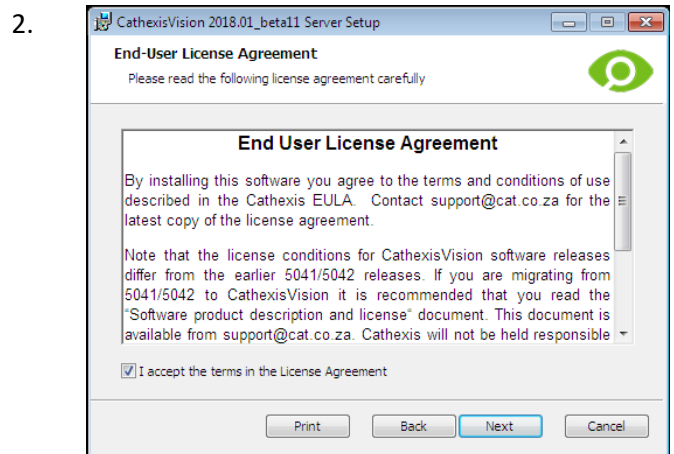 2.
CathexisVision 2018.01_beta11 Server Setup
End-User License Agreement
Please read the following license agreement carefully
End User License Agreement
By installing this software you agree to the terms and conditions of use
described in the Cathexis EULA. Contact support@cat.co.za for the
latest copy of the license agreement.
Note that the license conditions for CathexisVision software releases
differ from the earlier 5041/5042 releases. If you are migrating from
5041/5042 to CathexisVision it is recommended that you read the
“Software product description and license“ document. This document is
available from support@cat.co.za. Cathexis will not be held responsible
I accept the terms in the License Agreement
Print Back Next Cancel